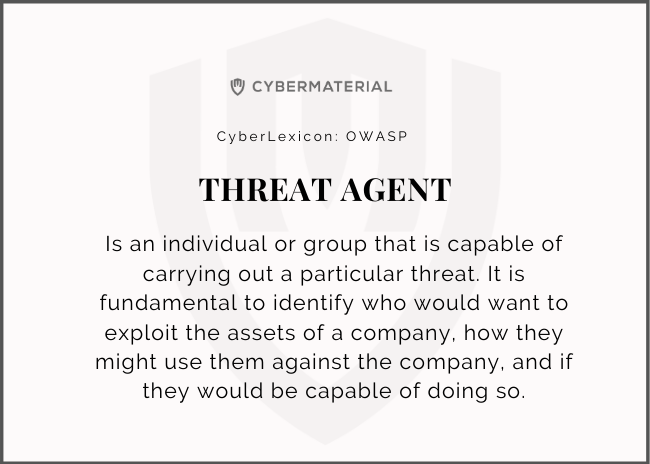 CYBERMATERIAL
CyberLexicon: OWASP
THREAT AGENT
Is an individual or group that is capable of
carrying out a particular threat. It is
fundamental to identify who would want to
exploit the assets of a company, how they
might use them against the company, and if
they would be capable of doing so.